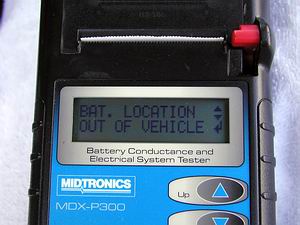 BAT. LOCATION
OUT OF VEHICLE
Battery Conductance and
Electrical System Tester
MIDTRONICS
Up
MDX-P300